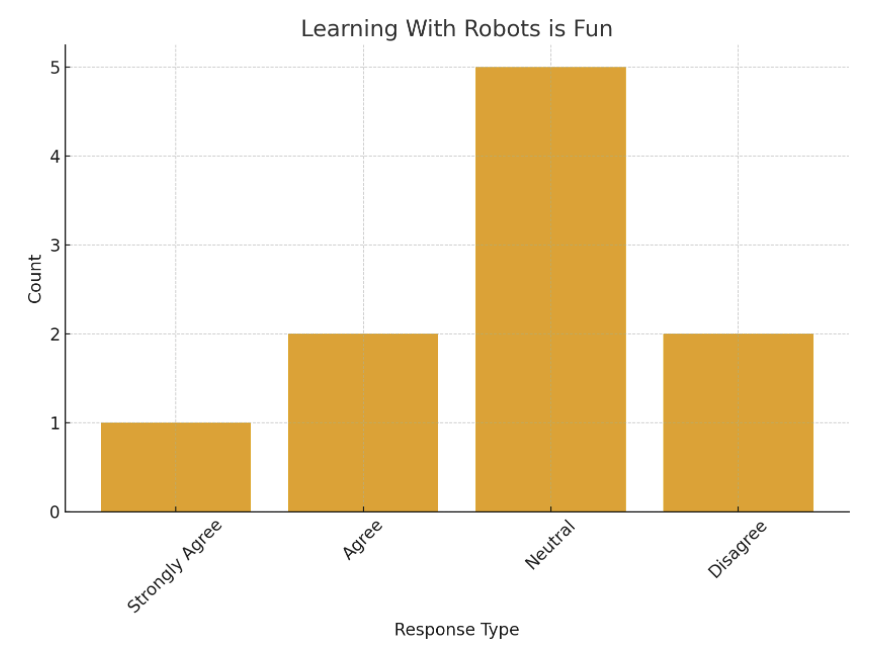 Learning With Robots is Fun
5
4
3
2
1
0
Count
Strongly Agree
Agree
Neutral
Disagree
Response Type